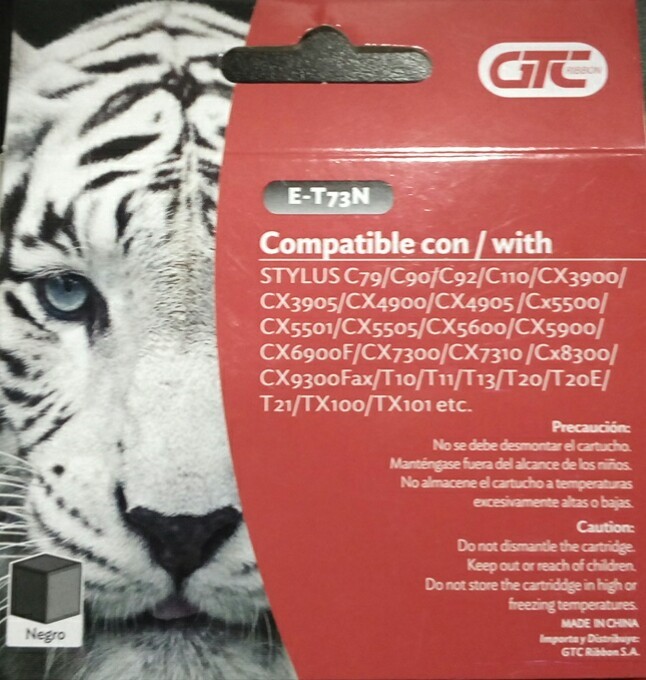 GTC RIBBON
E-T73N
Compatible con / with
STYLUS C79/C90/C92/C110/CX3900/
CX3905/CX4900/CX4905 /Cx5500/
CX5501/CX5505/CX5600/CX5900/
CX6900F/CX7300/CX7310 /Cx8300/
CX9300Fax/T10/T11/T13/T20/T20E/
T21/TX100/TX101 etc.
Precaución:
No se debe desmontar el cartucho.
Manténgase fuera del alcance de los niños.
No almacene el cartucho a temperaturas
excesivamente altas o bajas.
Caution:
Do not dismantle the cartridge.
Keep out or reach of children.
Do not store the cartriddge in high or
freezing temperatures.
MADE IN CHINA
Importa y Distribuye:
GTC Ribbon S.A.
Negro